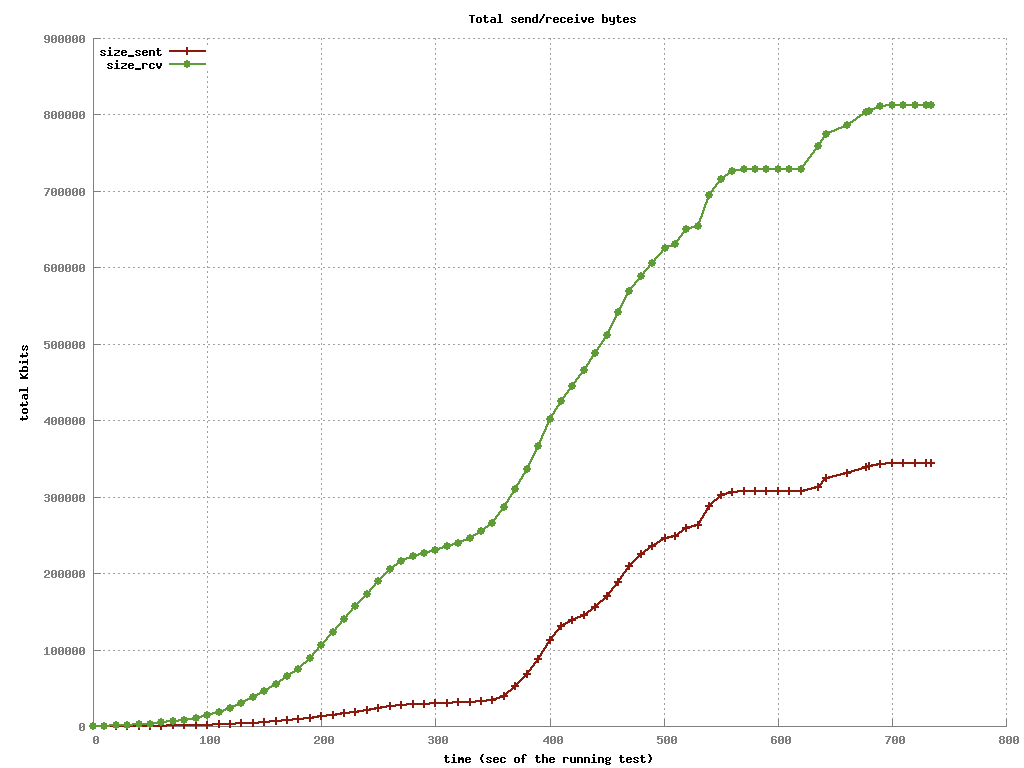 Total send/receive bytes
900000
800000
700000
600000
500000
400000
300000
200000
100000
0
size_sent
size_rcv
total Kbits
0 100 200 300 400 500 600 700 800
time (sec of the running test)